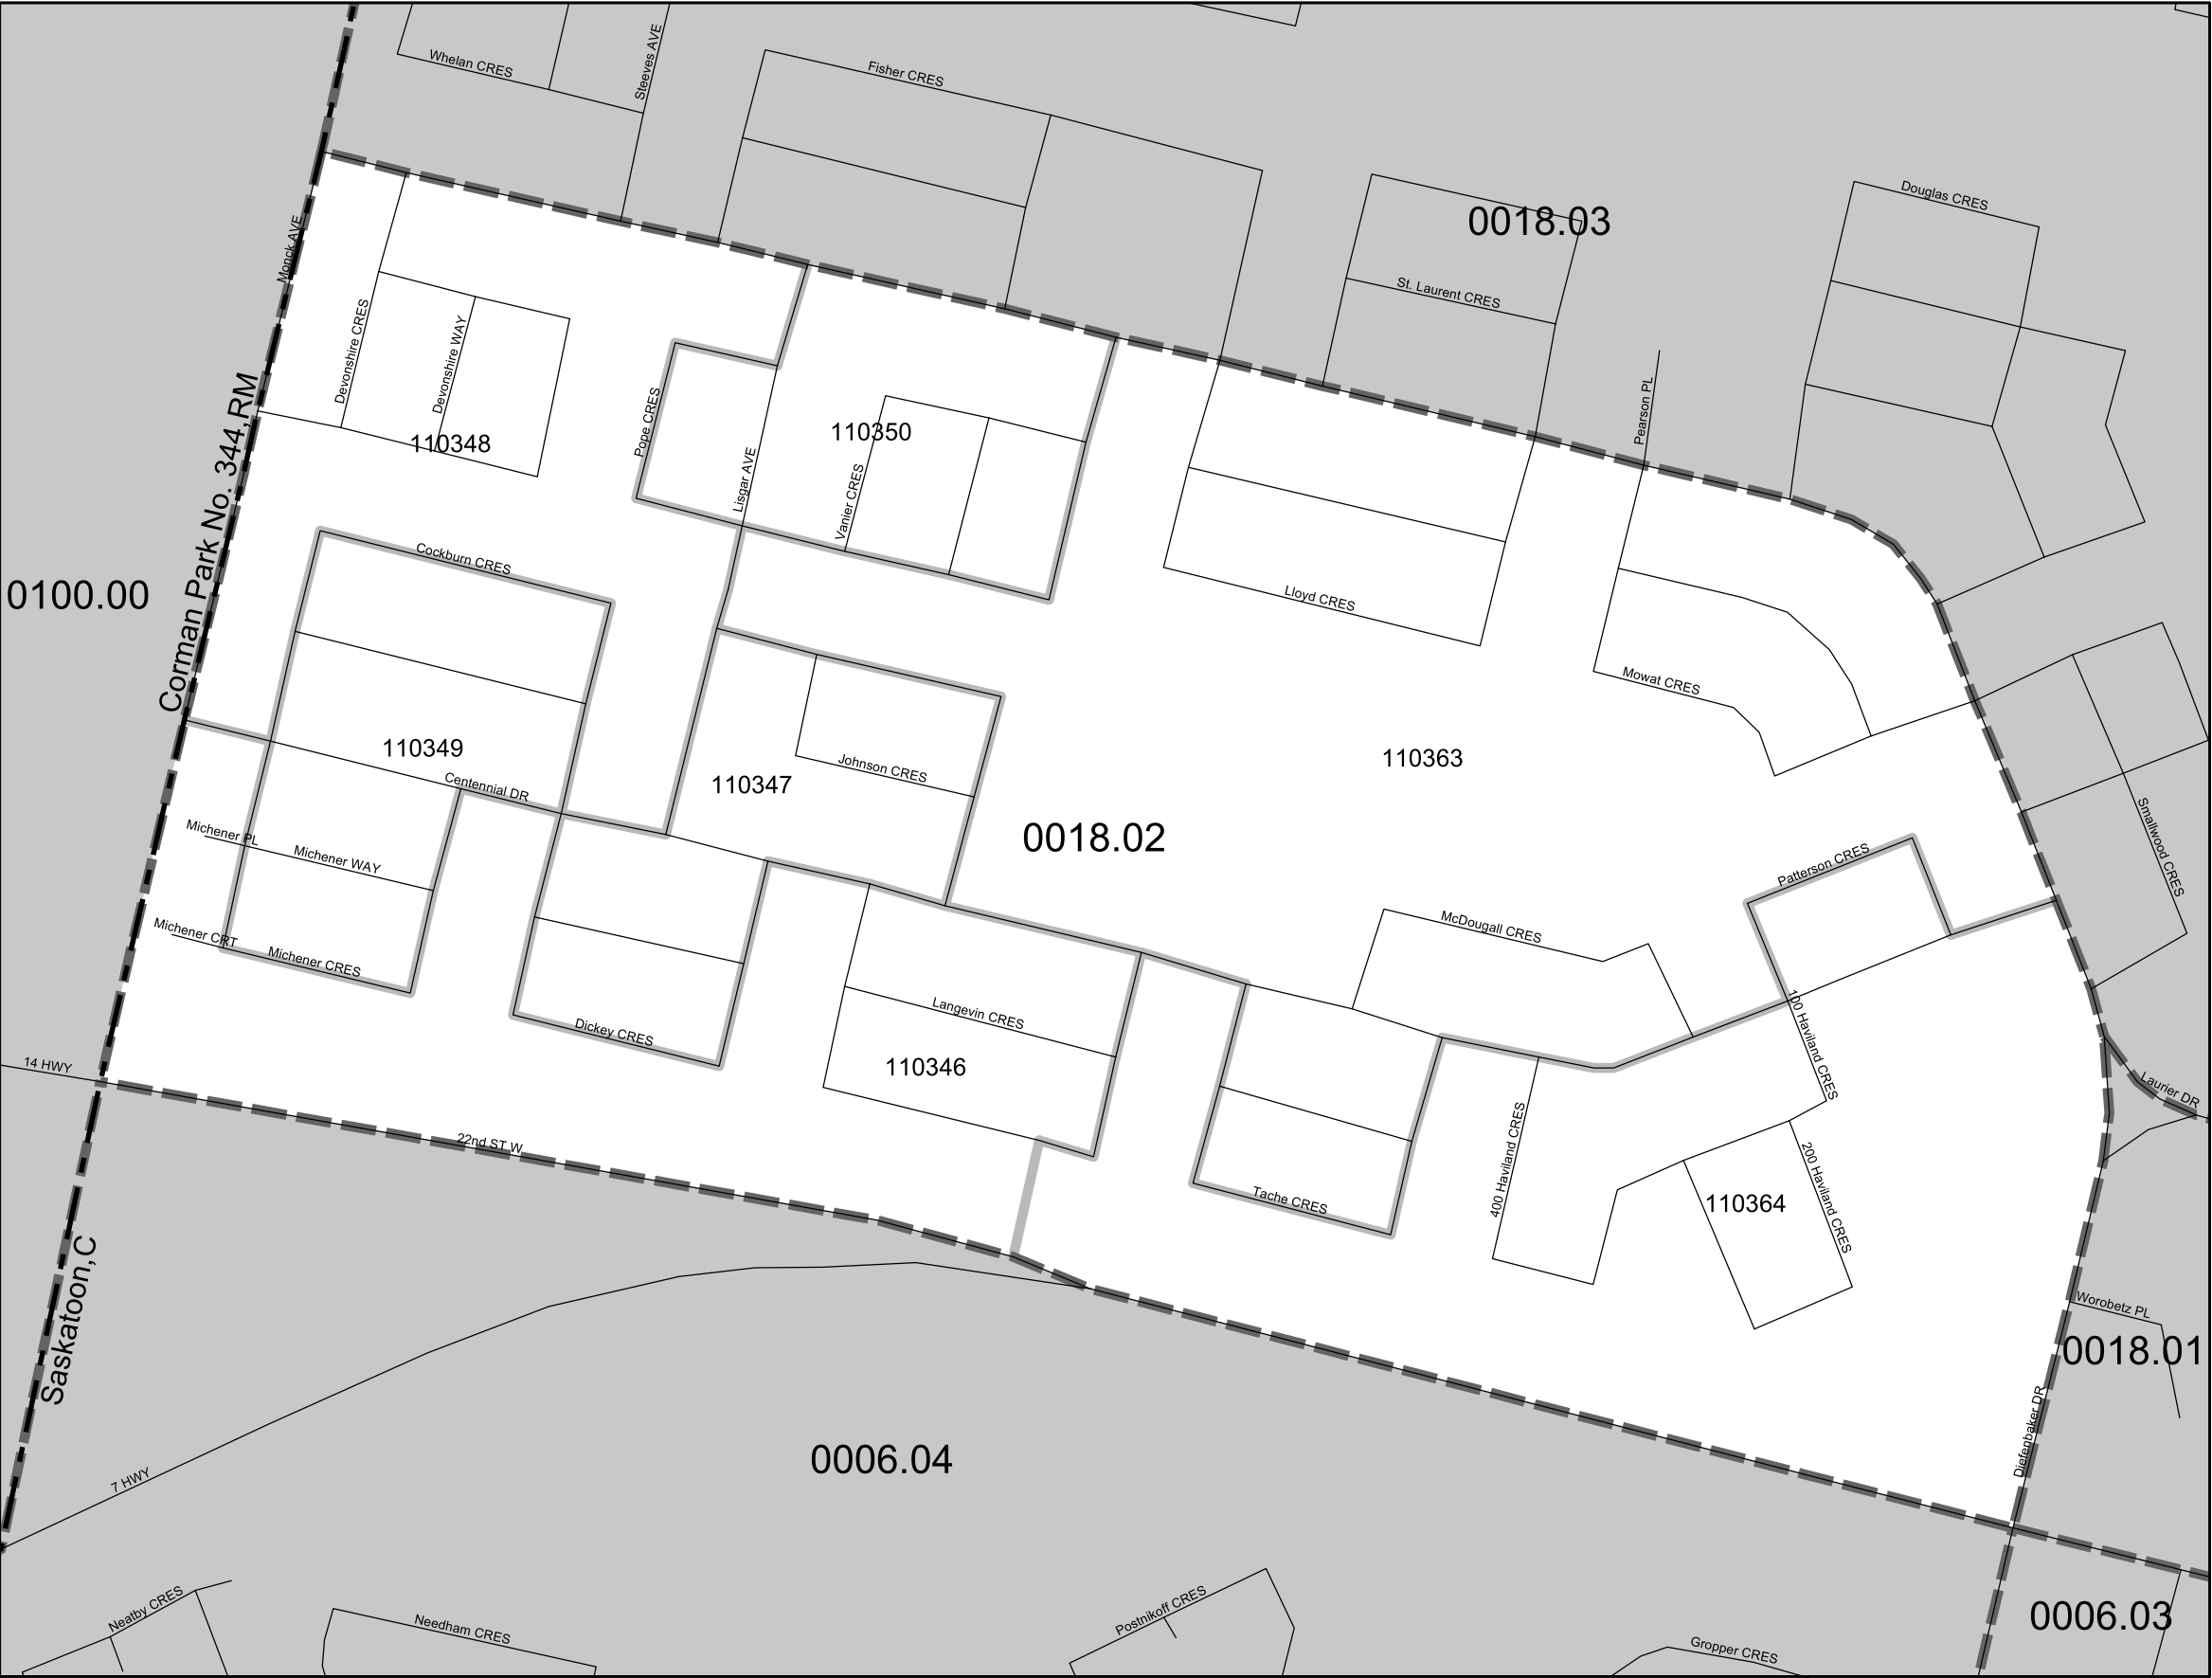 Whelan CRES
Steeves AVE
Fisher CRES
0018.03
Douglas CRES
Monck AVE
St. Laurent CRES
Devonshire CRES
Devonshire WAY
Pope CRES
Pearson PL
110348
110350
Lisgar AVE
Vanier CRES
Corman Park No. 344,RM
Cockburn CRES
0100.00
Lloyd CRES
Mowat CRES
110349
Centennial DR
110347
Johnson CRES
110363
0018.02
Smallwood CRES
Michener PL
Michener WAY
Patterson CRES
Michener CRT
Michener CRES
McDougall CRES
Dickey CRES
Langevin CRES
110346
100 Haviland CRES
14 HWY
Laurier DR
22nd ST W
400 Haviland CRES
Tache CRES
110364
200 Haviland CRES
Saskatoon,C
Worobetz PL
0018.01
Diefenbaker DR
0006.04
7 HWY
Neatby CRES
Needham CRES
Postnikoff CRES
0006.03
Gropper CRES